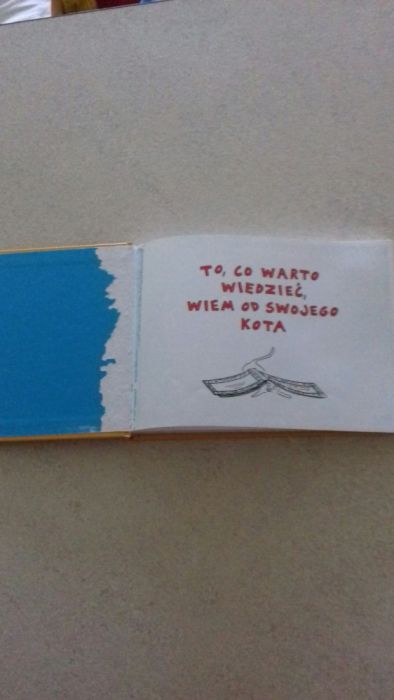 TO, CO WARTO
WIEDZIEĆ,
WIEM OD SWOJEGO
KOTA